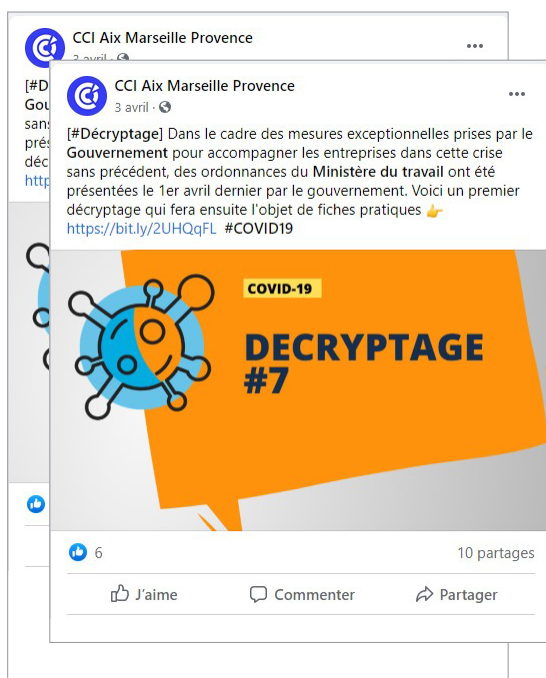 CCI Aix Marseille Provence
3 avril ·
[#D
Gou
sans
prés
déc
http
CCI Aix Marseille Provence
3 avril ·
[#Décryptage] Dans le cadre des mesures exceptionnelles prises par le
Gouvernement pour accompagner les entreprises dans cette crise
sans précédent, des ordonnances du Ministère du travail ont été
présentées le 1er avril dernier par le gouvernement. Voici un premier
décryptage qui fera ensuite l'objet de fiches pratiques 👉
https://bit.ly/2UHQqFL #COVID19
COVID-19
DECRYPTAGE
#7
6
10 partages
J'aime
Commenter
Partager